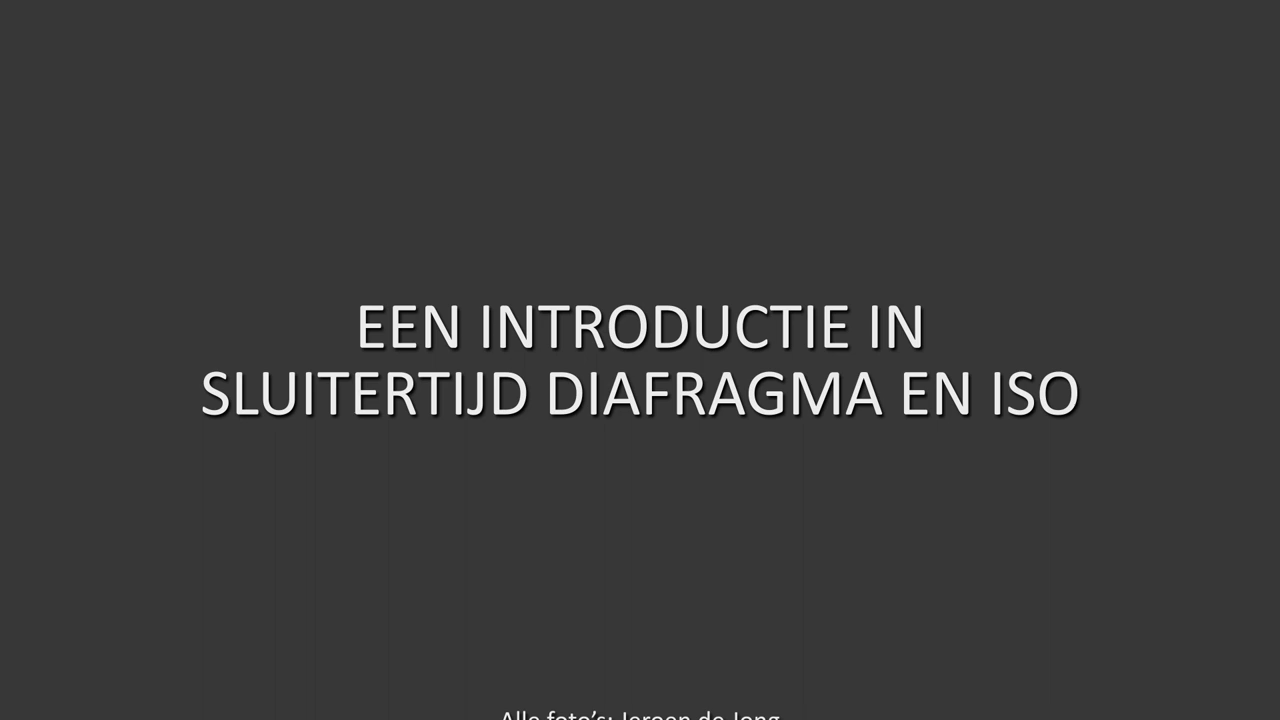 EEN INTRODUCTIE IN
SLUITERTIJD DIAFRAGMA EN ISO
Alle foto's: Jeroen de Jong